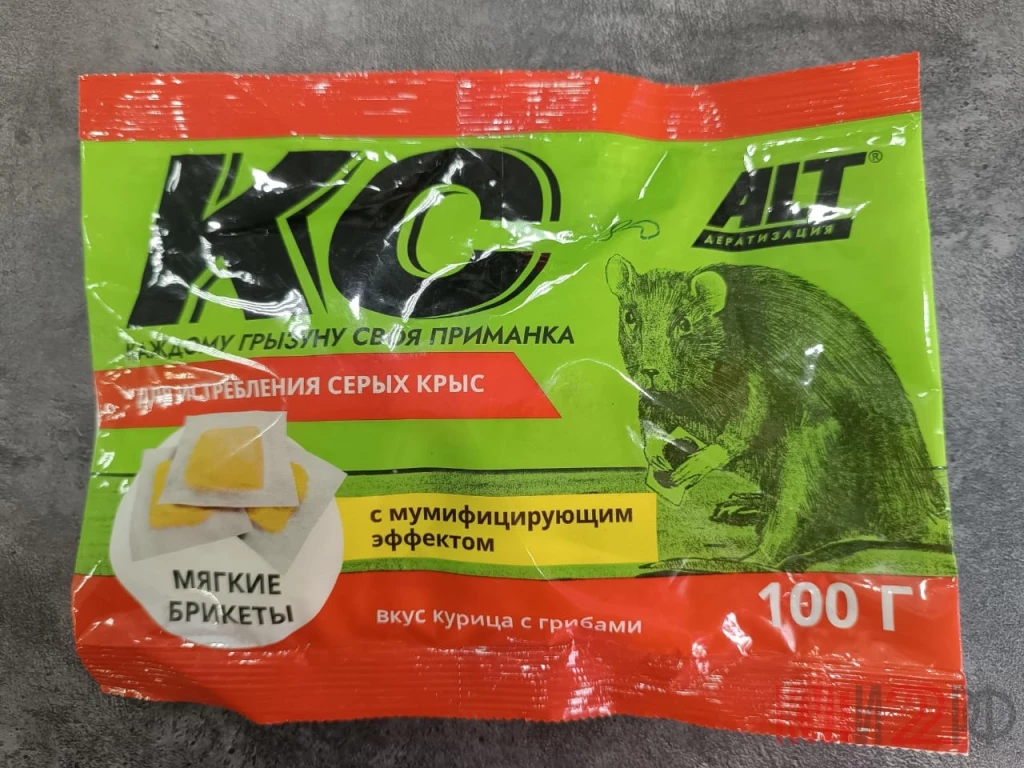 КС
ALT®
ДЕРАТИЗАЦИЯ
КАЖДОМУ ГРЫЗУНУ СВОЯ ПРИМАНКА
ДЛЯ ИСТРЕБЛЕНИЯ СЕРЫХ КРЫС
с мумифицирующим
эффектом
МЯГКИЕ
БРИКЕТЫ
вкус курица с грибами
100 Г